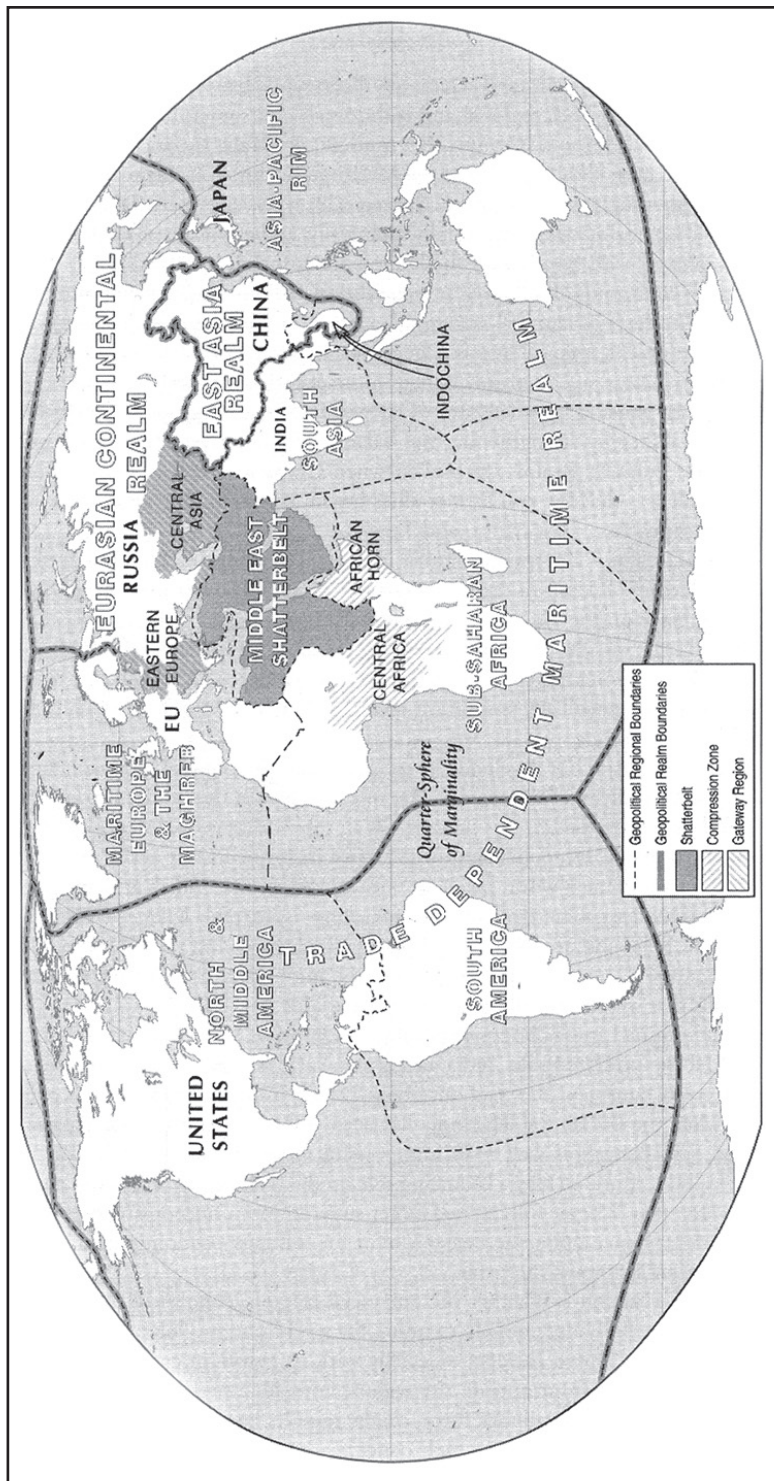 EURASIAN CONTINENTAL
REALM
RUSSIA
EASTERN
EUROPE
EU
MARITIME
EUROPE
& THE
MAGHREB
NORTH &
MIDDLE
AMERICA
UNITED
STATES
CENTRAL
ASIA
EAST ASIA
REALM
CHINA
JAPAN
ASIA-PACIFIC
RIM
INDIA
SOUTH
ASIA
INDOCHINA
MIDDLE EAST
SHATTERBELT
AFRICAN
HORN
CENTRAL
AFRICA
SUB-SAHARAN
AFRICA
Quarter-Sphere
of Marginality
TRADE DEPENDENT MARITIME REALM
SOUTH
AMERICA
Geopolitical Regional Boundaries
Geopolitical Realm Boundaries
Shatterbelt
Compression Zone
Gateway Region